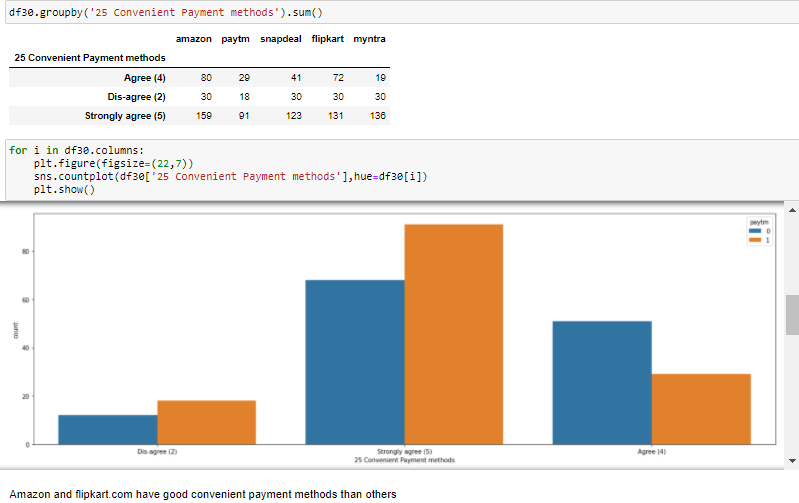 df30.groupby('25 Convenient Payment methods').sum()
amazon paytm snapdeal flipkart myntra
25 Convenient Payment methods
Agree (4) 80 29 41 72 19
Dis-agree (2) 30 18 30 30 30
Strongly agree (5) 159 91 123 131 136
for i in df30.columns:
    plt.figure(figsize=(22,7))
    sns.countplot(df30['25 Convenient Payment methods'],hue=df30[i])
    plt.show()
paytm
0
1
80
60
40
20
0
count
Dis-agree (2) Strongly agree (5) Agree (4)
25 Convenient Payment methods
Amazon and flipkart.com have good convenient payment methods than others